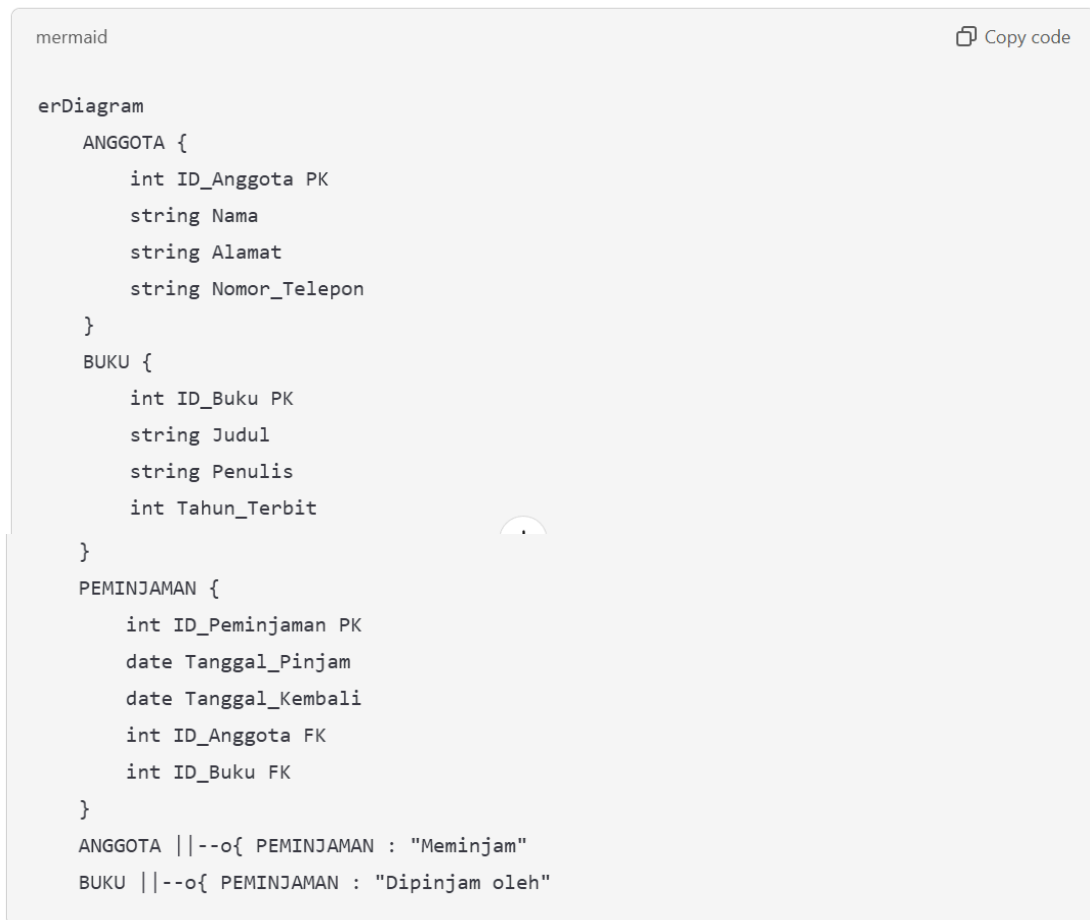 mermaid
Copy code
erDiagram
ANGGOTA {
int ID_Anggota PK
string Nama
string Alamat
string Nomor_Telepon
}
BUKU {
int ID_Buku PK
string Judul
string Penulis
int Tahun_Terbit
}
PEMINJAMAN {
int ID_Peminjaman PK
date Tanggal_Pinjam
date Tanggal_Kembali
int ID_Anggota FK
int ID_Buku FK
}
ANGGOTA ||--o{ PEMINJAMAN : "Meminjam"
BUKU ||--o{ PEMINJAMAN : "Dipinjam oleh"